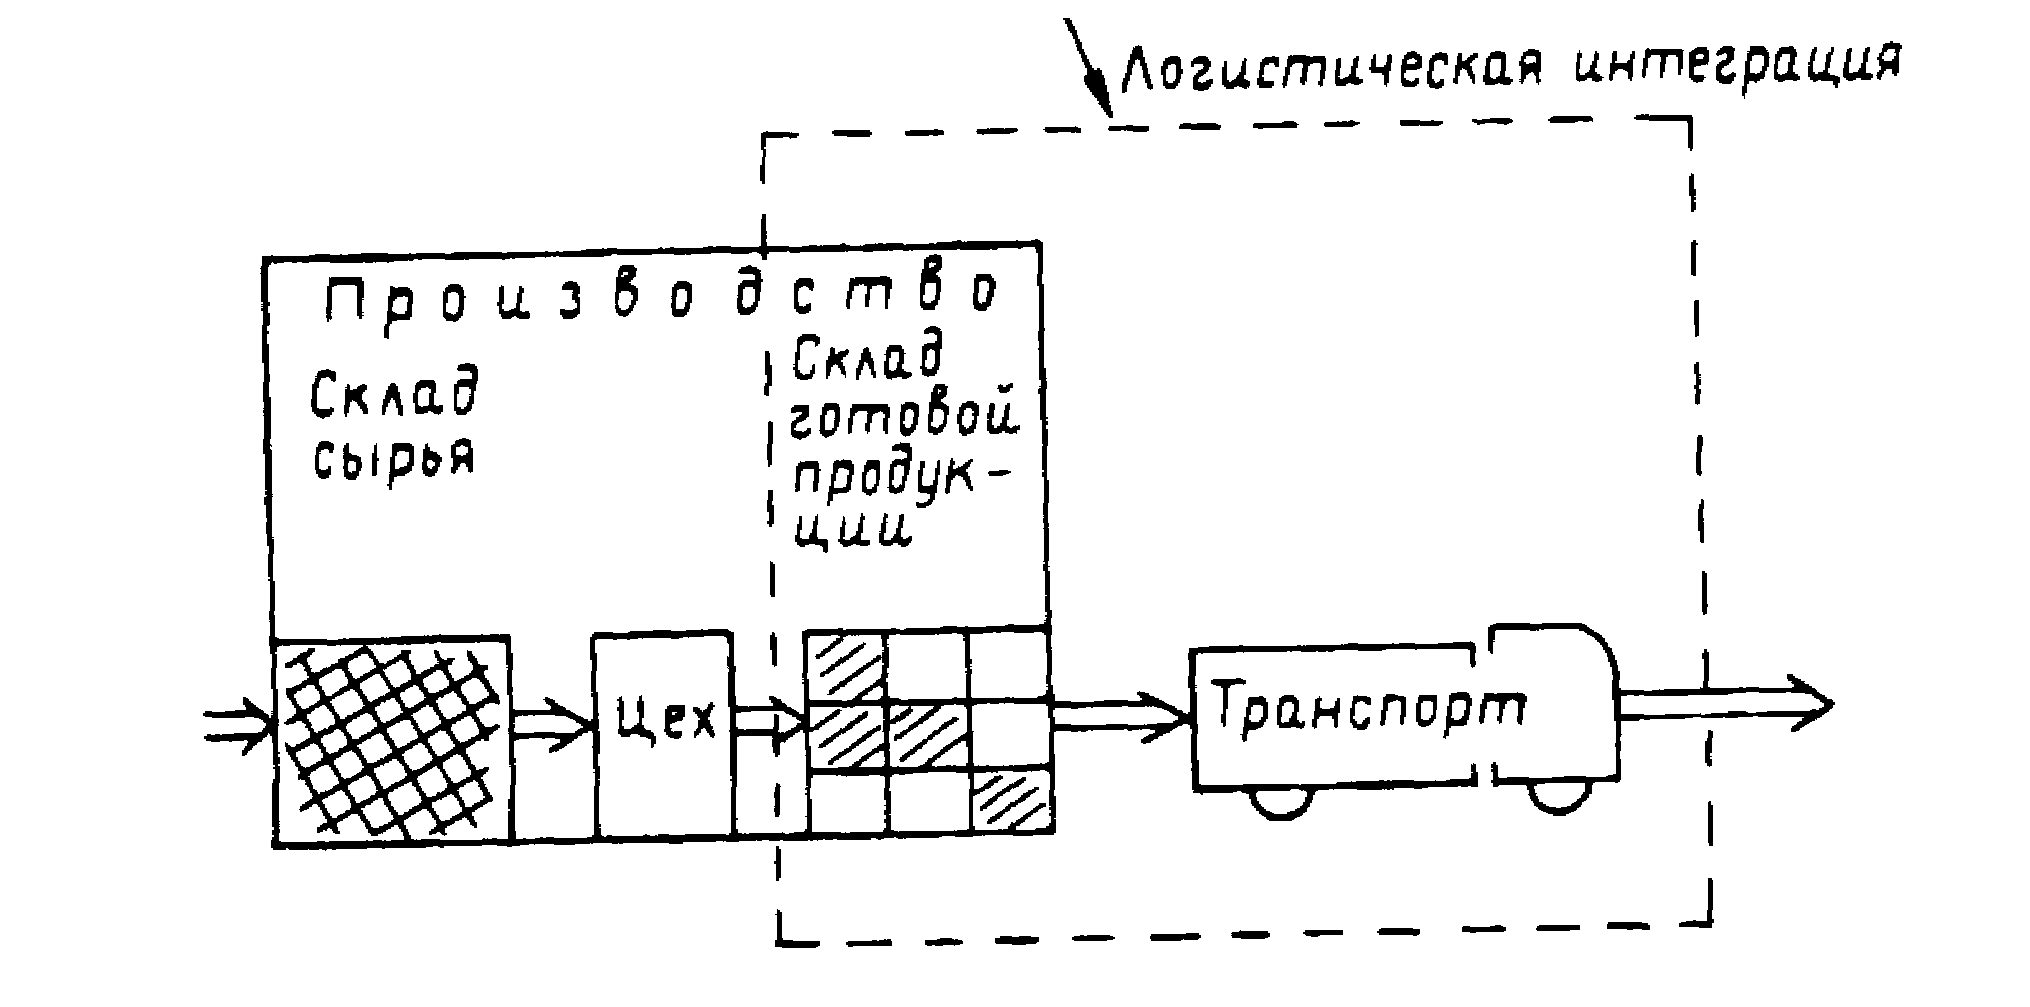 Логистическая интеграция
Производство
Склад
сырья
Склад
готовой
продук-
ции
Цех
Транспорт